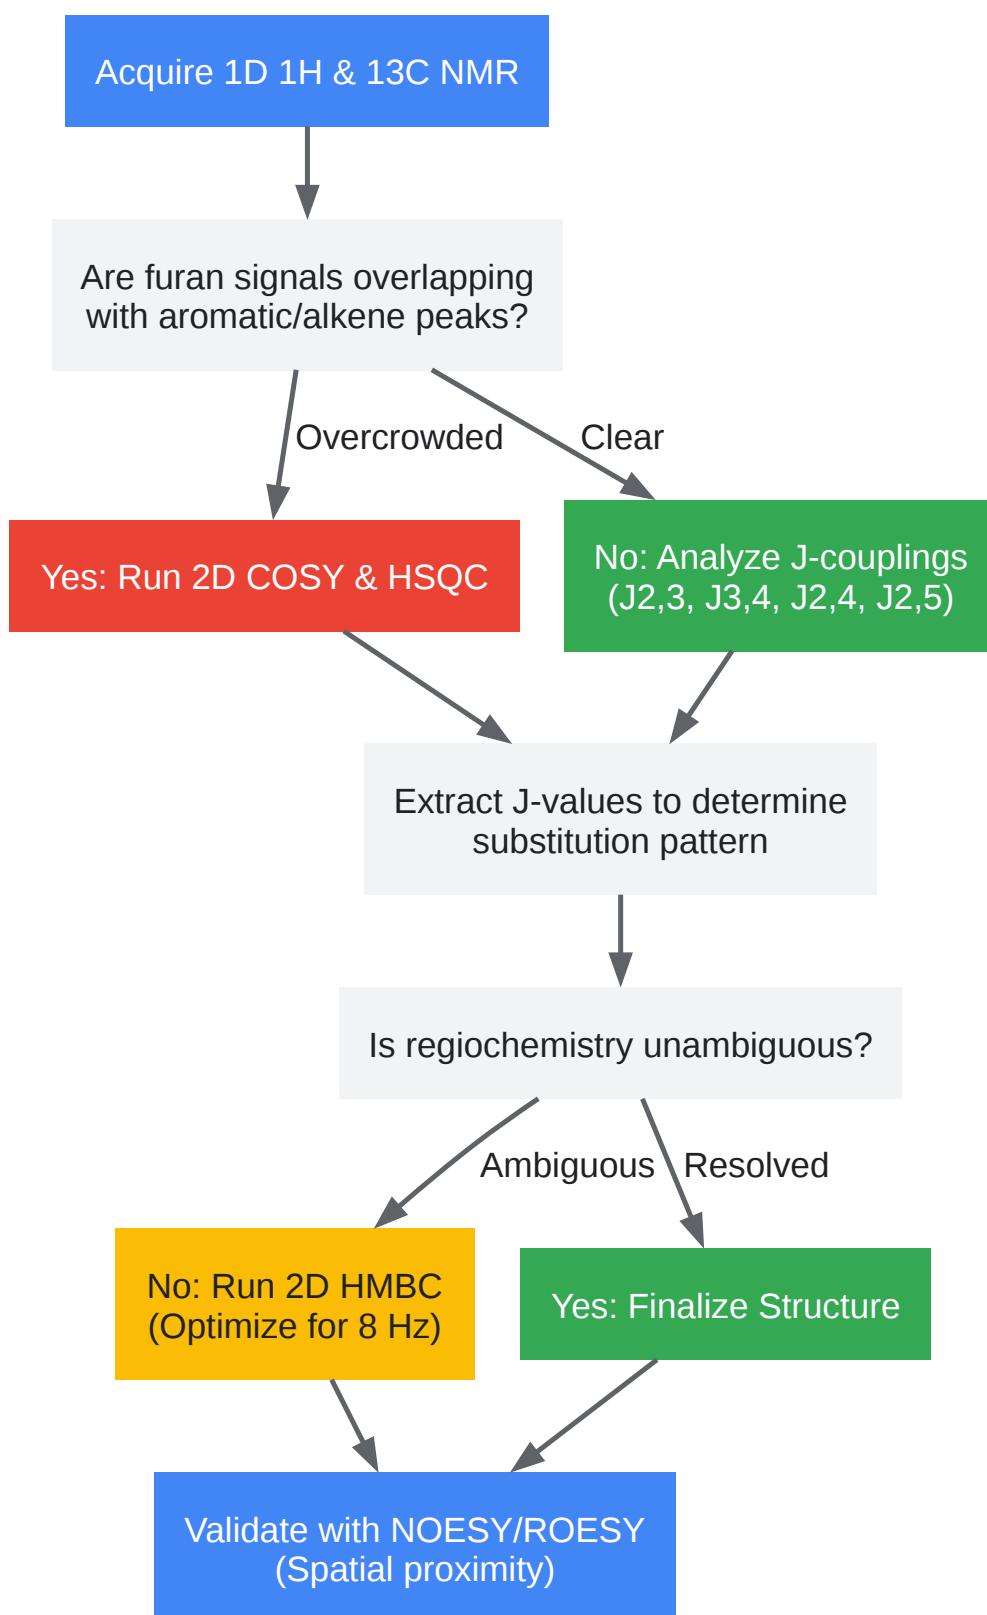 Acquire 1D 1H & 13C NMR
Are furan signals overlapping
with aromatic/alkene peaks?
Overcrowded
Clear
Yes: Run 2D COSY & HSQC
No: Analyze J-couplings
(J2,3, J3,4, J2,4, J2,5)
Extract J-values to determine
substitution pattern
Is regiochemistry unambiguous?
Ambiguous
Resolved
No: Run 2D HMBC
(Optimize for 8 Hz)
Yes: Finalize Structure
Validate with NOESY/ROESY
(Spatial proximity)